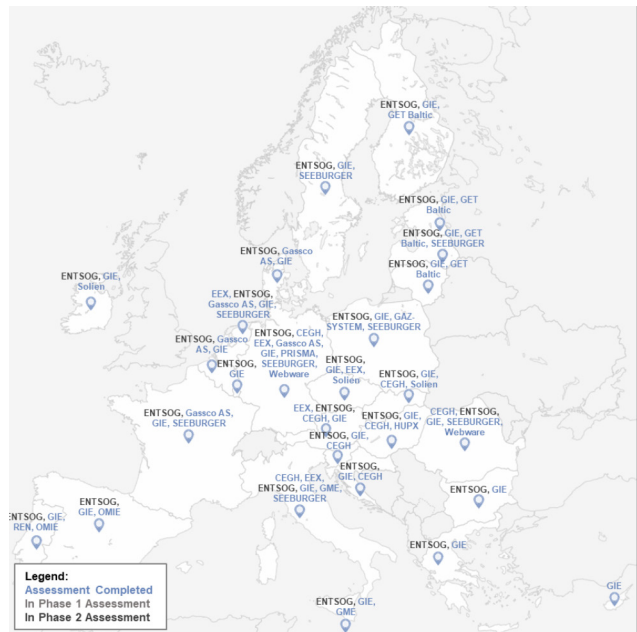 ENTSOG, GIE,
GET Baltic
ENTSOG, GIE,
SEEBURGER
ENTSOG, GIE, GET
Baltic
ENTSOG, GIE, GET
Baltic, SEEBURGER
ENTSOG, GIE, GET
Baltic
ENTSOG, Gassco
AS, GIE
ENTSOG, GIE,
Solien
EEX, ENTSOG,
Gassco AS, GIE,
SEEBURGER
ENTSOG, GIE, GAZ-
SYSTEM, SEEBURGER
ENTSOG, Gassco
AS, GIE
ENTSOG, CEGH,
EEX, Gassco AS,
GIE, PRISMA,
SEEBURGER,
Webware
ENTSOG,
GIE
ENTSOG,
GIE, EEX,
Solien
ENTSOG, GIE,
CEGH, Solien
ENTSOG, Gassco AS,
GIE, SEEBURGER
EEX, ENTSOG,
CEGH, GIE
ENTSOG, GIE,
CEGH, HUPX
CEGH, ENTSOG,
GIE, SEEBURGER,
Webware
ENTSOG, GIE,
CEGH
ENTSOG,
GIE, CEGH
CEGH, EEX,
ENTSOG, GIE, GME,
SEEBURGER
ENTSOG, GIE
ENTSOG,
GIE, OMIE
ENTSOG, GIE,
REN, OMIE
ENTSOG, GIE
GIE
ENTSOG, GIE,
GME
Legend:
Assessment Completed
In Phase 1 Assessment
In Phase 2 Assessment